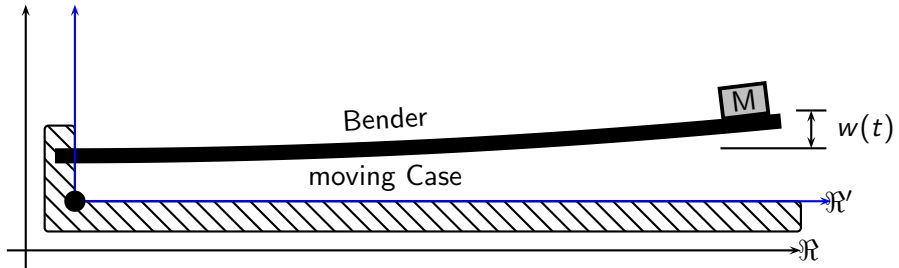 M
Bender
w(t)
moving Case
ℜ′
ℜ